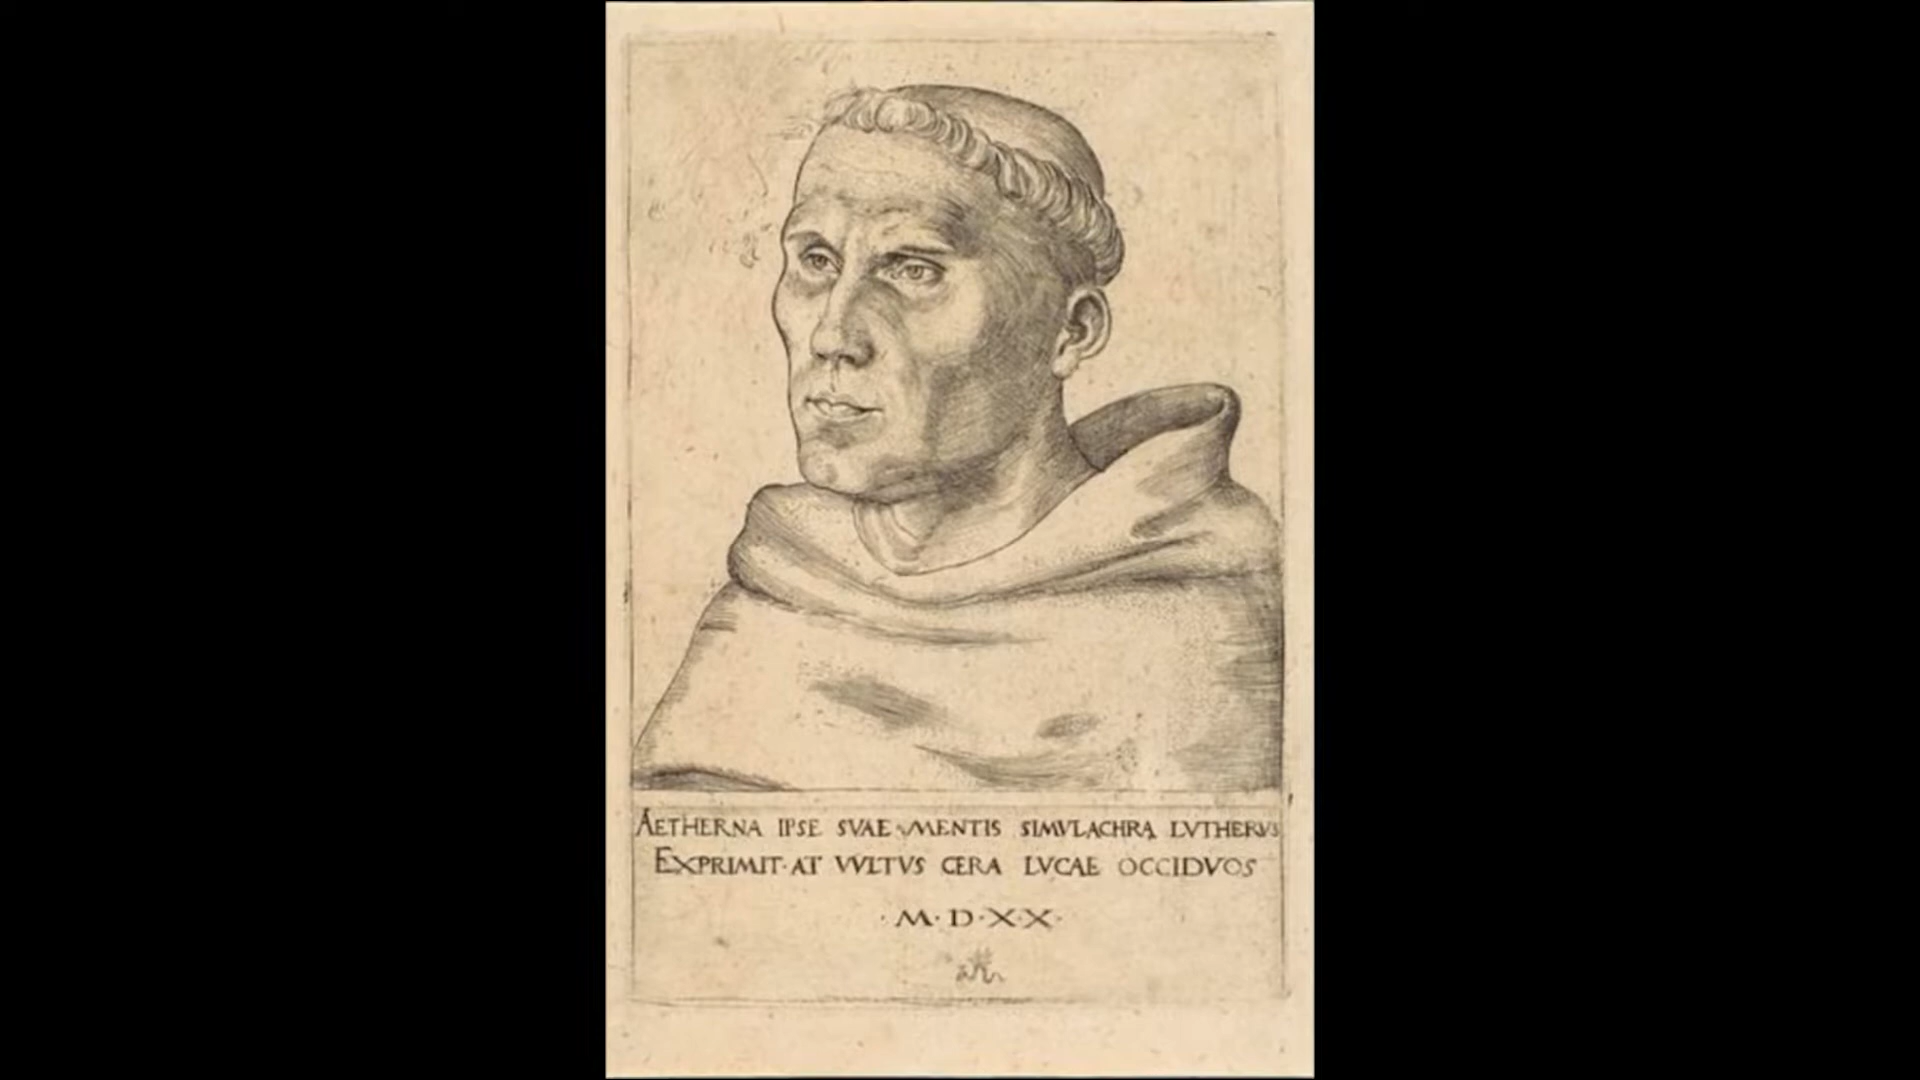 AETHERNA IPSE SVAE MENTIS SIMVLACHRA LVTHERVS
EXPRIMIT·AT VVLTVS CERA LVCAE OCCIDVOS
·M·D·XX·